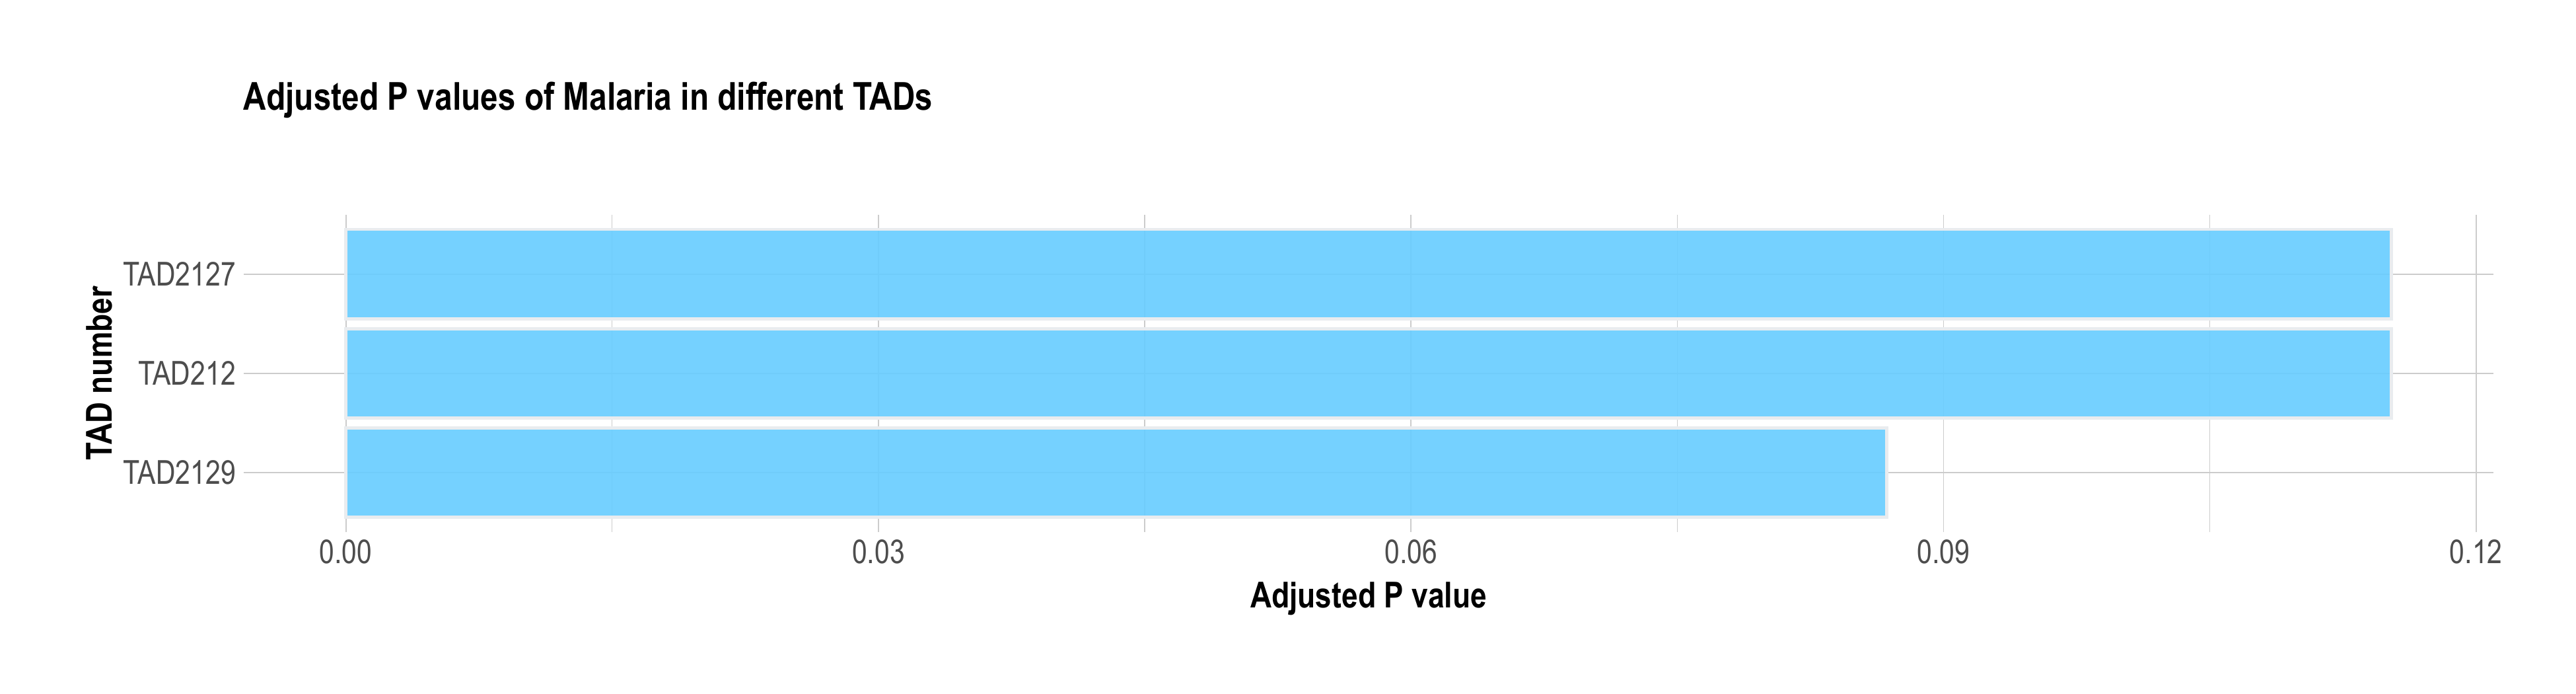 Adjusted P values of Malaria in different TADs
TAD number
TAD2127
TAD212
TAD2129
0.00 0.03 0.06 0.09 0.12
Adjusted P value